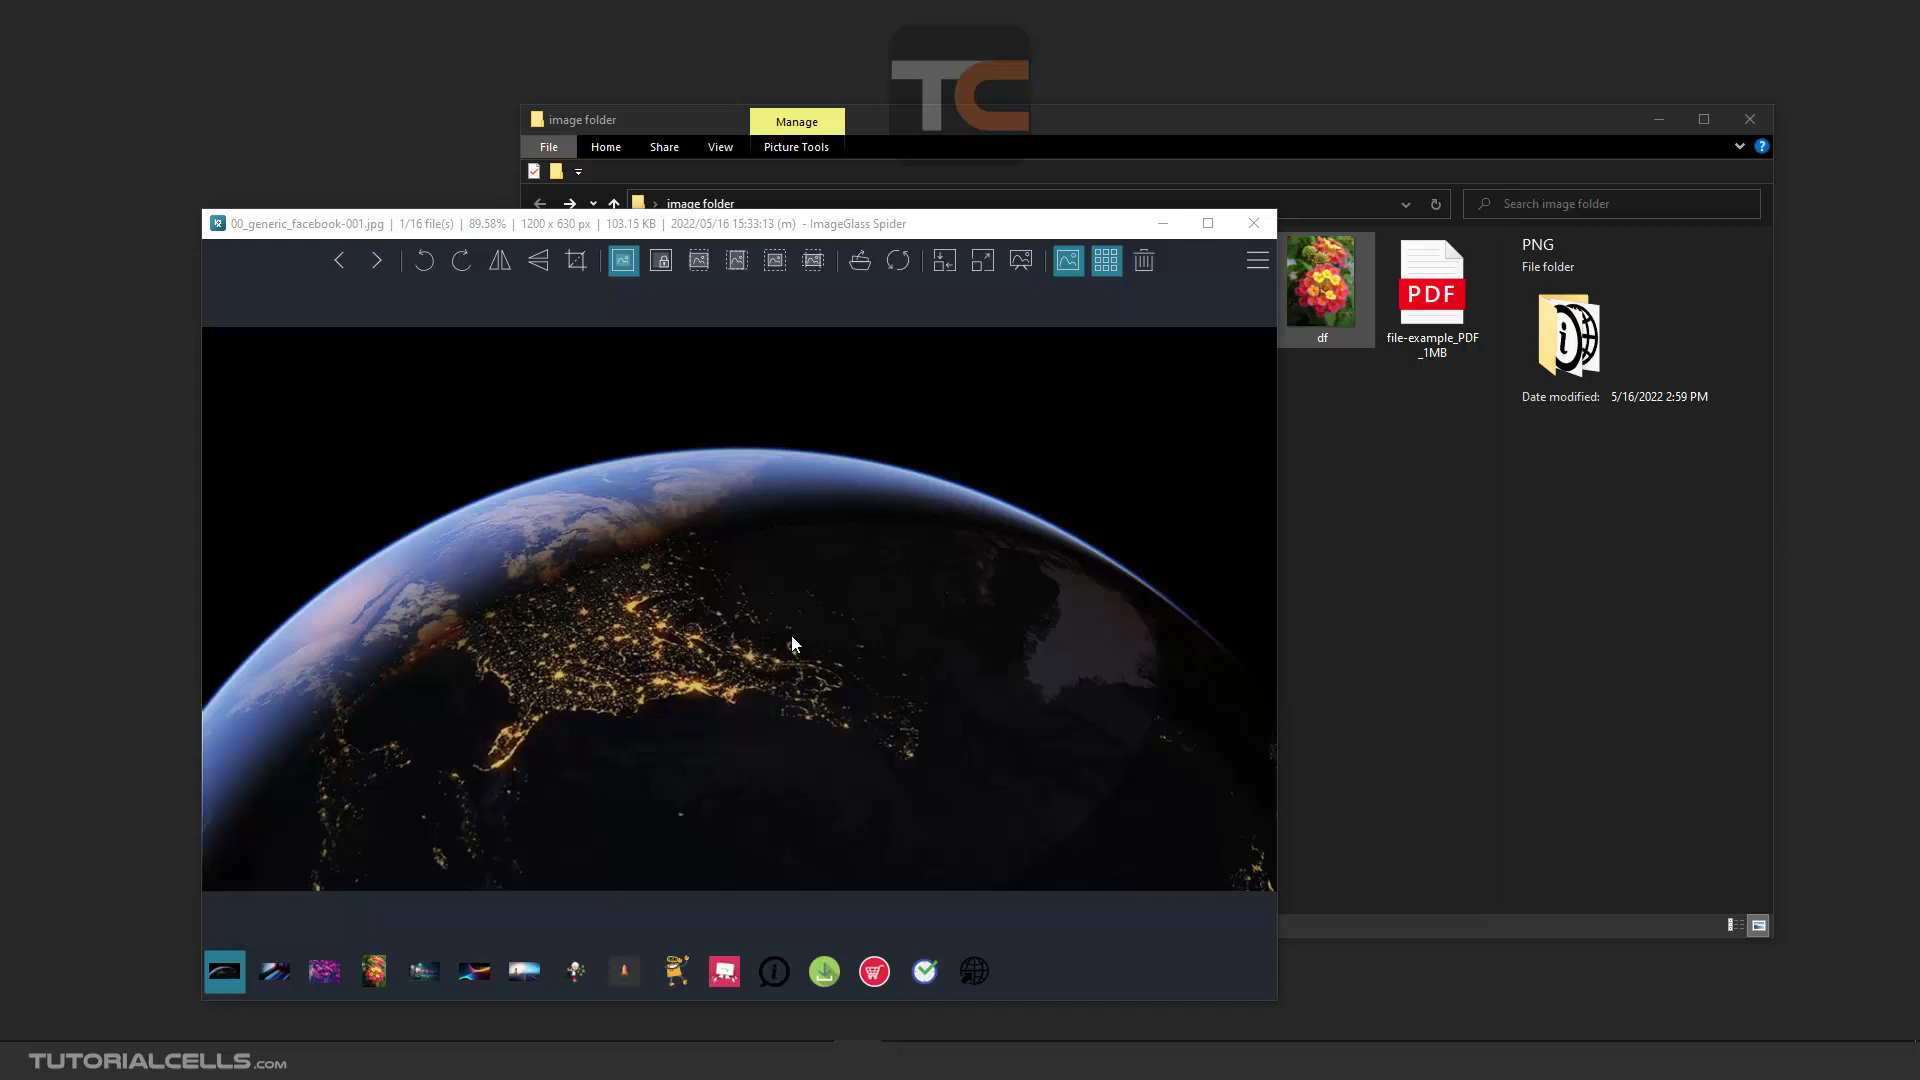 TC
image folder
Manage
File
Home
Share
View
Picture Tools
image folder
Search image folder
00_generic_facebook-001.jpg | 1/16 file(s) | 89.58% | 1200 x 630 px | 103.15 KB | 2022/05/16 15:33:13 (m) - ImageGlass Spider
PNG
File folder
PDF
df
file-example_PDF
_1MB
Date modified: 5/16/2022 2:59 PM
TUTORIALCELLS.COM